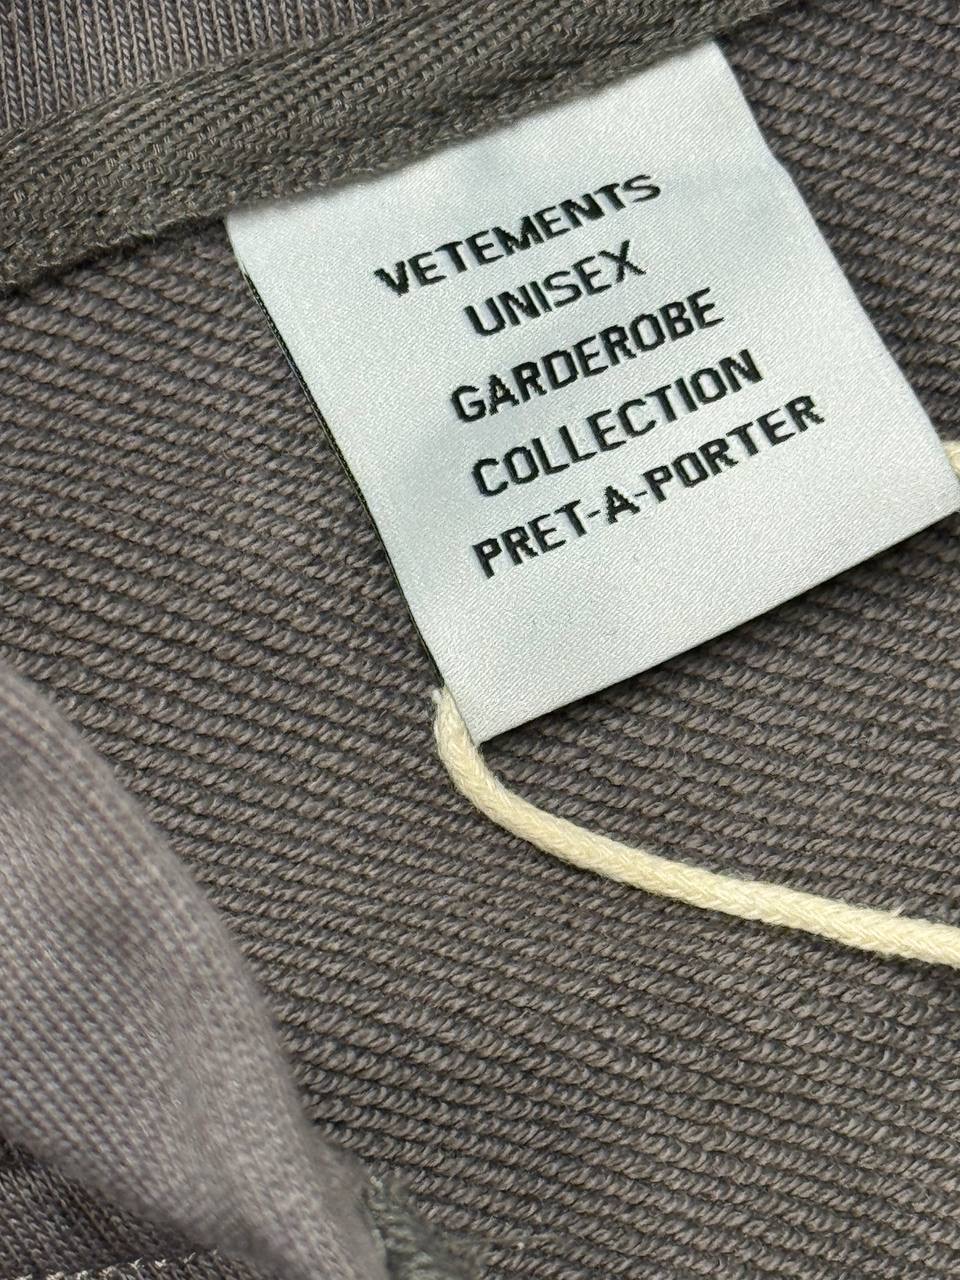 VETEMENTS
UNISEX
GARDEROBE
COLLECTION
PRET-A-PORTER